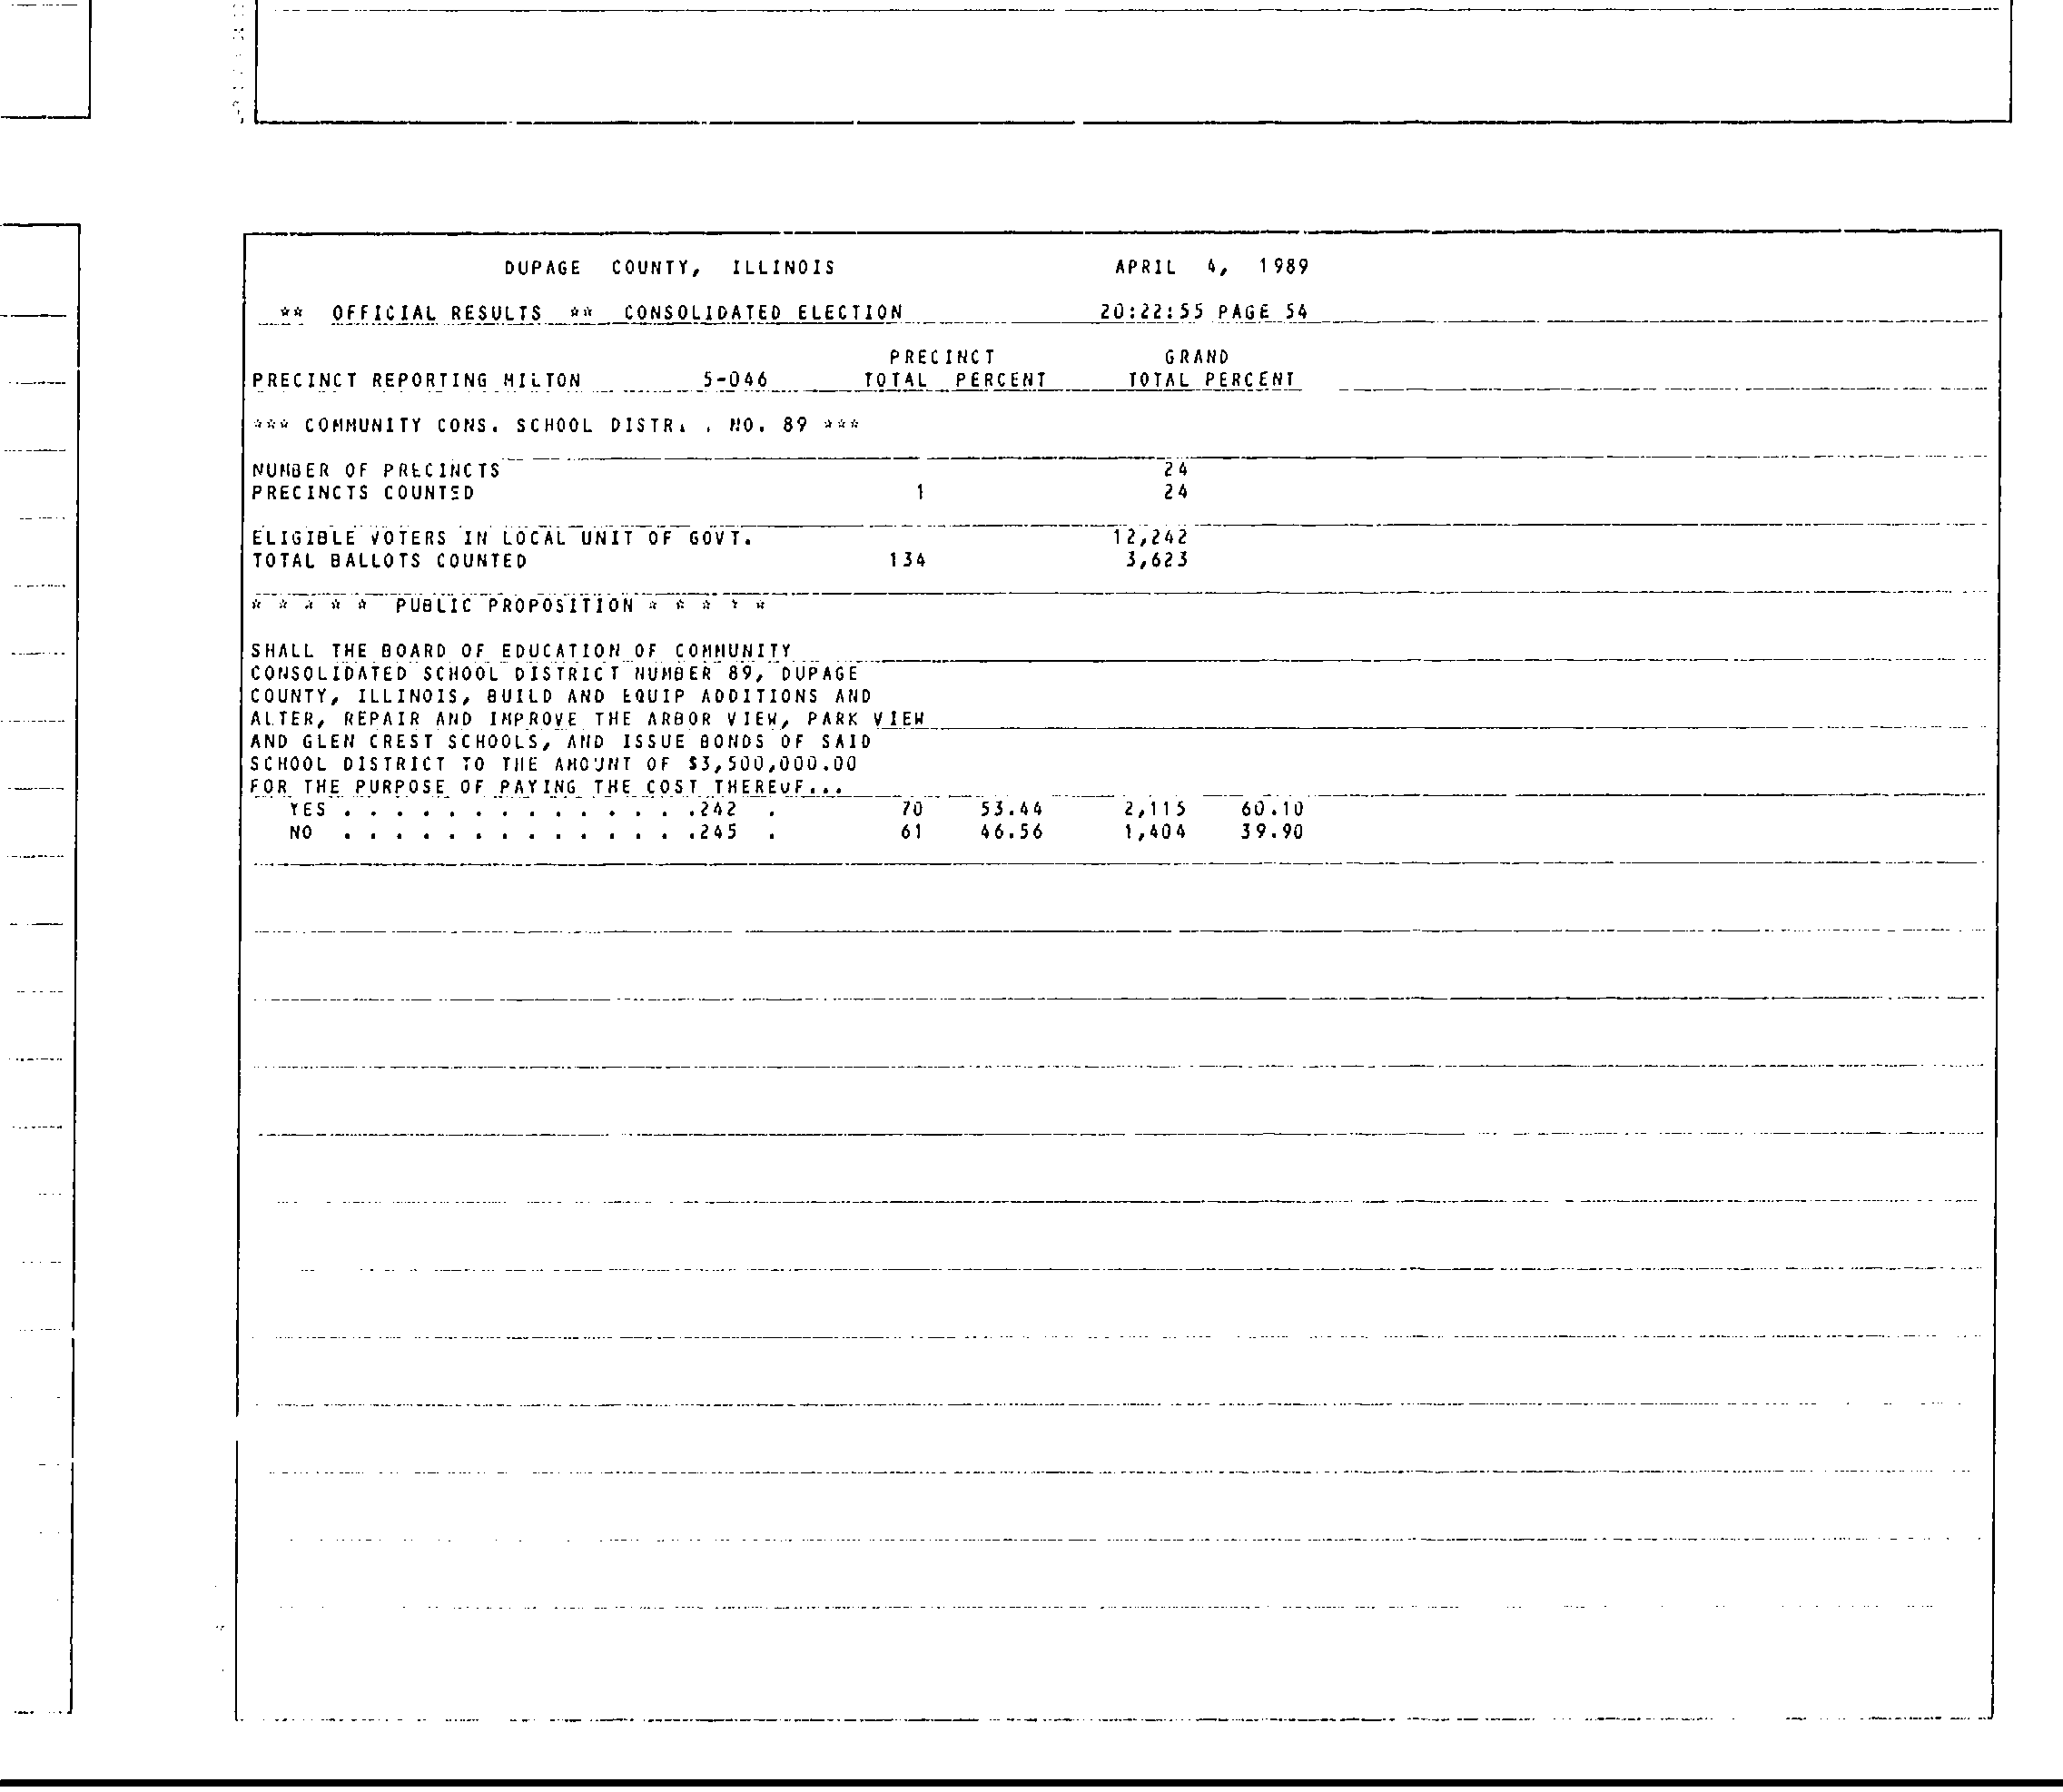 DUPAGE COUNTY, ILLINOIS APRIL 4, 1989
** OFFICIAL RESULTS ** CONSOLIDATED ELECTION 20:22:55 PAGE 54
PRECINCT GRAND
PRECINCT REPORTING MILTON 5-046 TOTAL PERCENT TOTAL PERCENT
*** COMMUNITY CONS. SCHOOL NO. 89 ***
NUMBER OF PRECINCTS 24
PRECINCTS COUNTED 1 24
ELIGIBLE VOTERS IN LOCAL UNIT OF GOVT. 12,242
TOTAL BALLOTS COUNTED 134 3,623
* * * * * PUBLIC PROPOSITION * * * * *
SHALL THE BOARD OF EDUCATION OF COMMUNITY
CONSOLIDATED SCHOOL DISTRICT NUMBER 89, DUPAGE
COUNTY, ILLINOIS, BUILD AND EQUIP ADDITIONS AND
ALTER, REPAIR AND IMPROVE THE ARBOR VIEW, PARK VIEW
AND GLEN CREST SCHOOLS, AND ISSUE BONDS OF SAID
SCHOOL DISTRICT TO THE AMOUNT OF $3,500,000.00
FOR THE PURPOSE OF PAYING THE COST THEREOF...
YES . . . . . . . . . . . . . .242 . 70 53.44 2,115 60.10
NO . . . . . . . . . . . . . .245 . 61 46.56 1,404 39.90